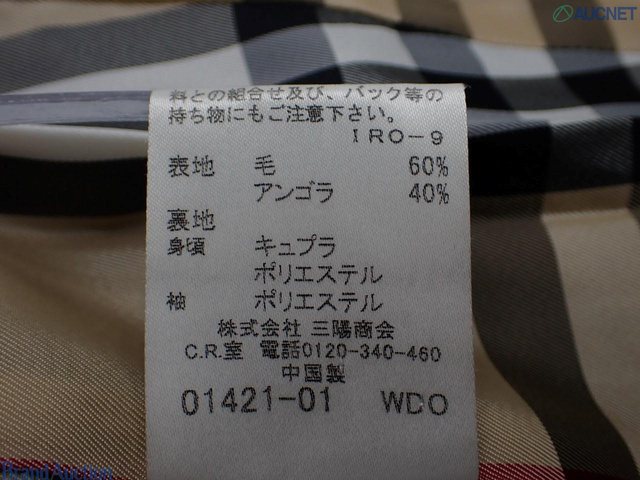 AUCNET
料との組合せ及び、バック等の
持ち物にもご注意下さい。
IRO-9
表地 毛 60%
アンゴラ 40%
裏地
身頃 キュプラ
ポリエステル
袖 ポリエステル
株式会社 三陽商会
C.R.室 電話0120-340-460
中国製
01421-01 WDO
BrandAuction